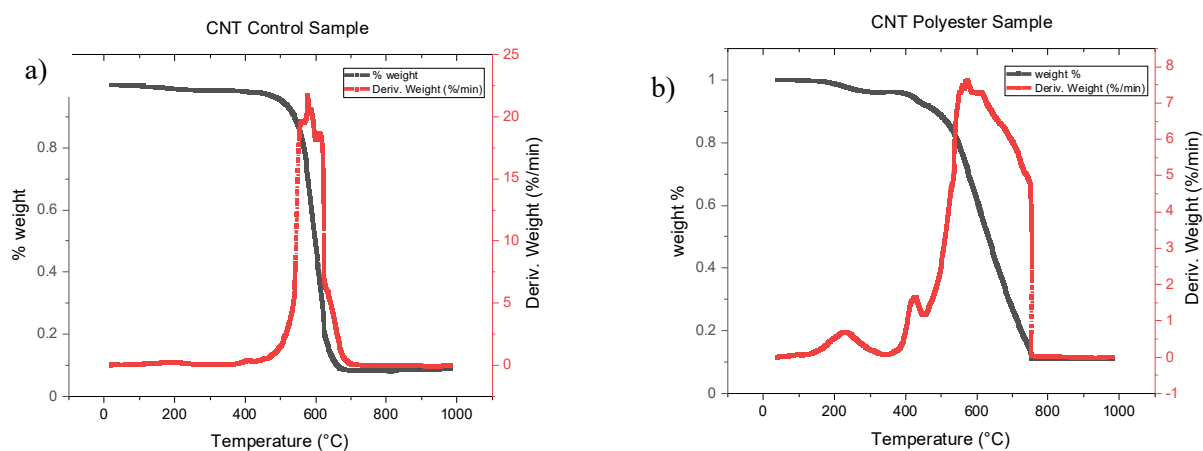 CNT Control Sample
a)
% weight
Deriv. Weight (%/min)
25
20
15
10
5
0
0.8
0.6
0.4
0.2
0
% weight
Deriv. Weight (%/min)
0 200 400 600 800 1000
Temperature (°C)
CNT Polyester Sample
b)
weight %
Deriv. Weight (%/min)
8
7
6
5
4
3
2
1
0
-1
1
0.8
0.6
0.4
0.2
0
weight %
Deriv. Weight (%/min)
0 200 400 600 800 1000
Temperature (°C)